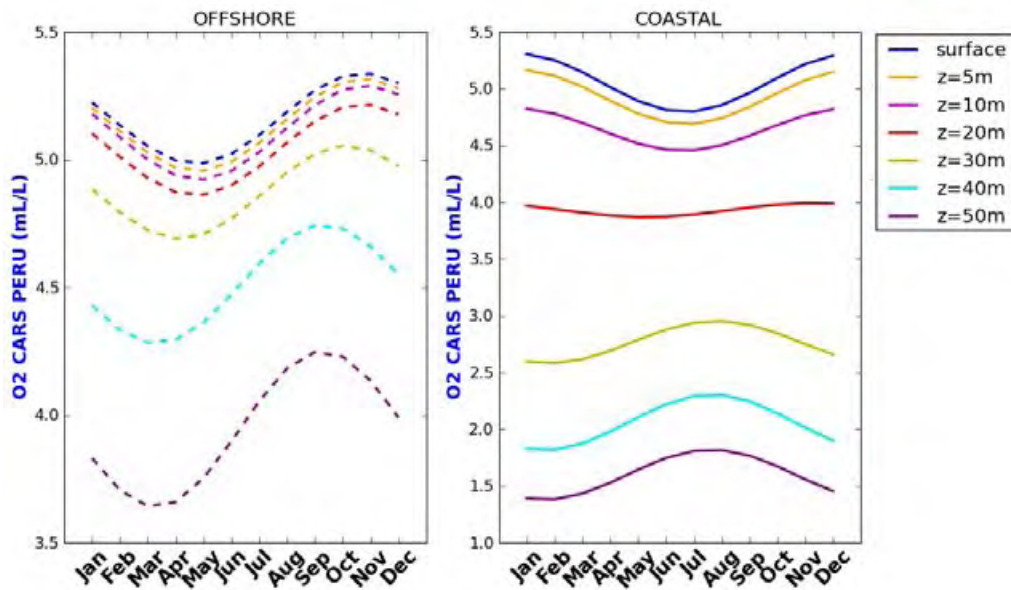 OFFSHORE
COASTAL
O2 CARS PERU (mL/L)
5.5
5.0
4.5
4.0
3.5
Jan Feb Mar Apr May Jun Jul Aug Sep Oct Nov Dec
O2 CARS PERU (mL/L)
5.5
5.0
4.5
4.0
3.5
3.0
2.5
2.0
1.5
1.0
Jan Feb Mar Apr May Jun Jul Aug Sep Oct Nov Dec
surface
z=5m
z=10m
z=20m
z=30m
z=40m
z=50m